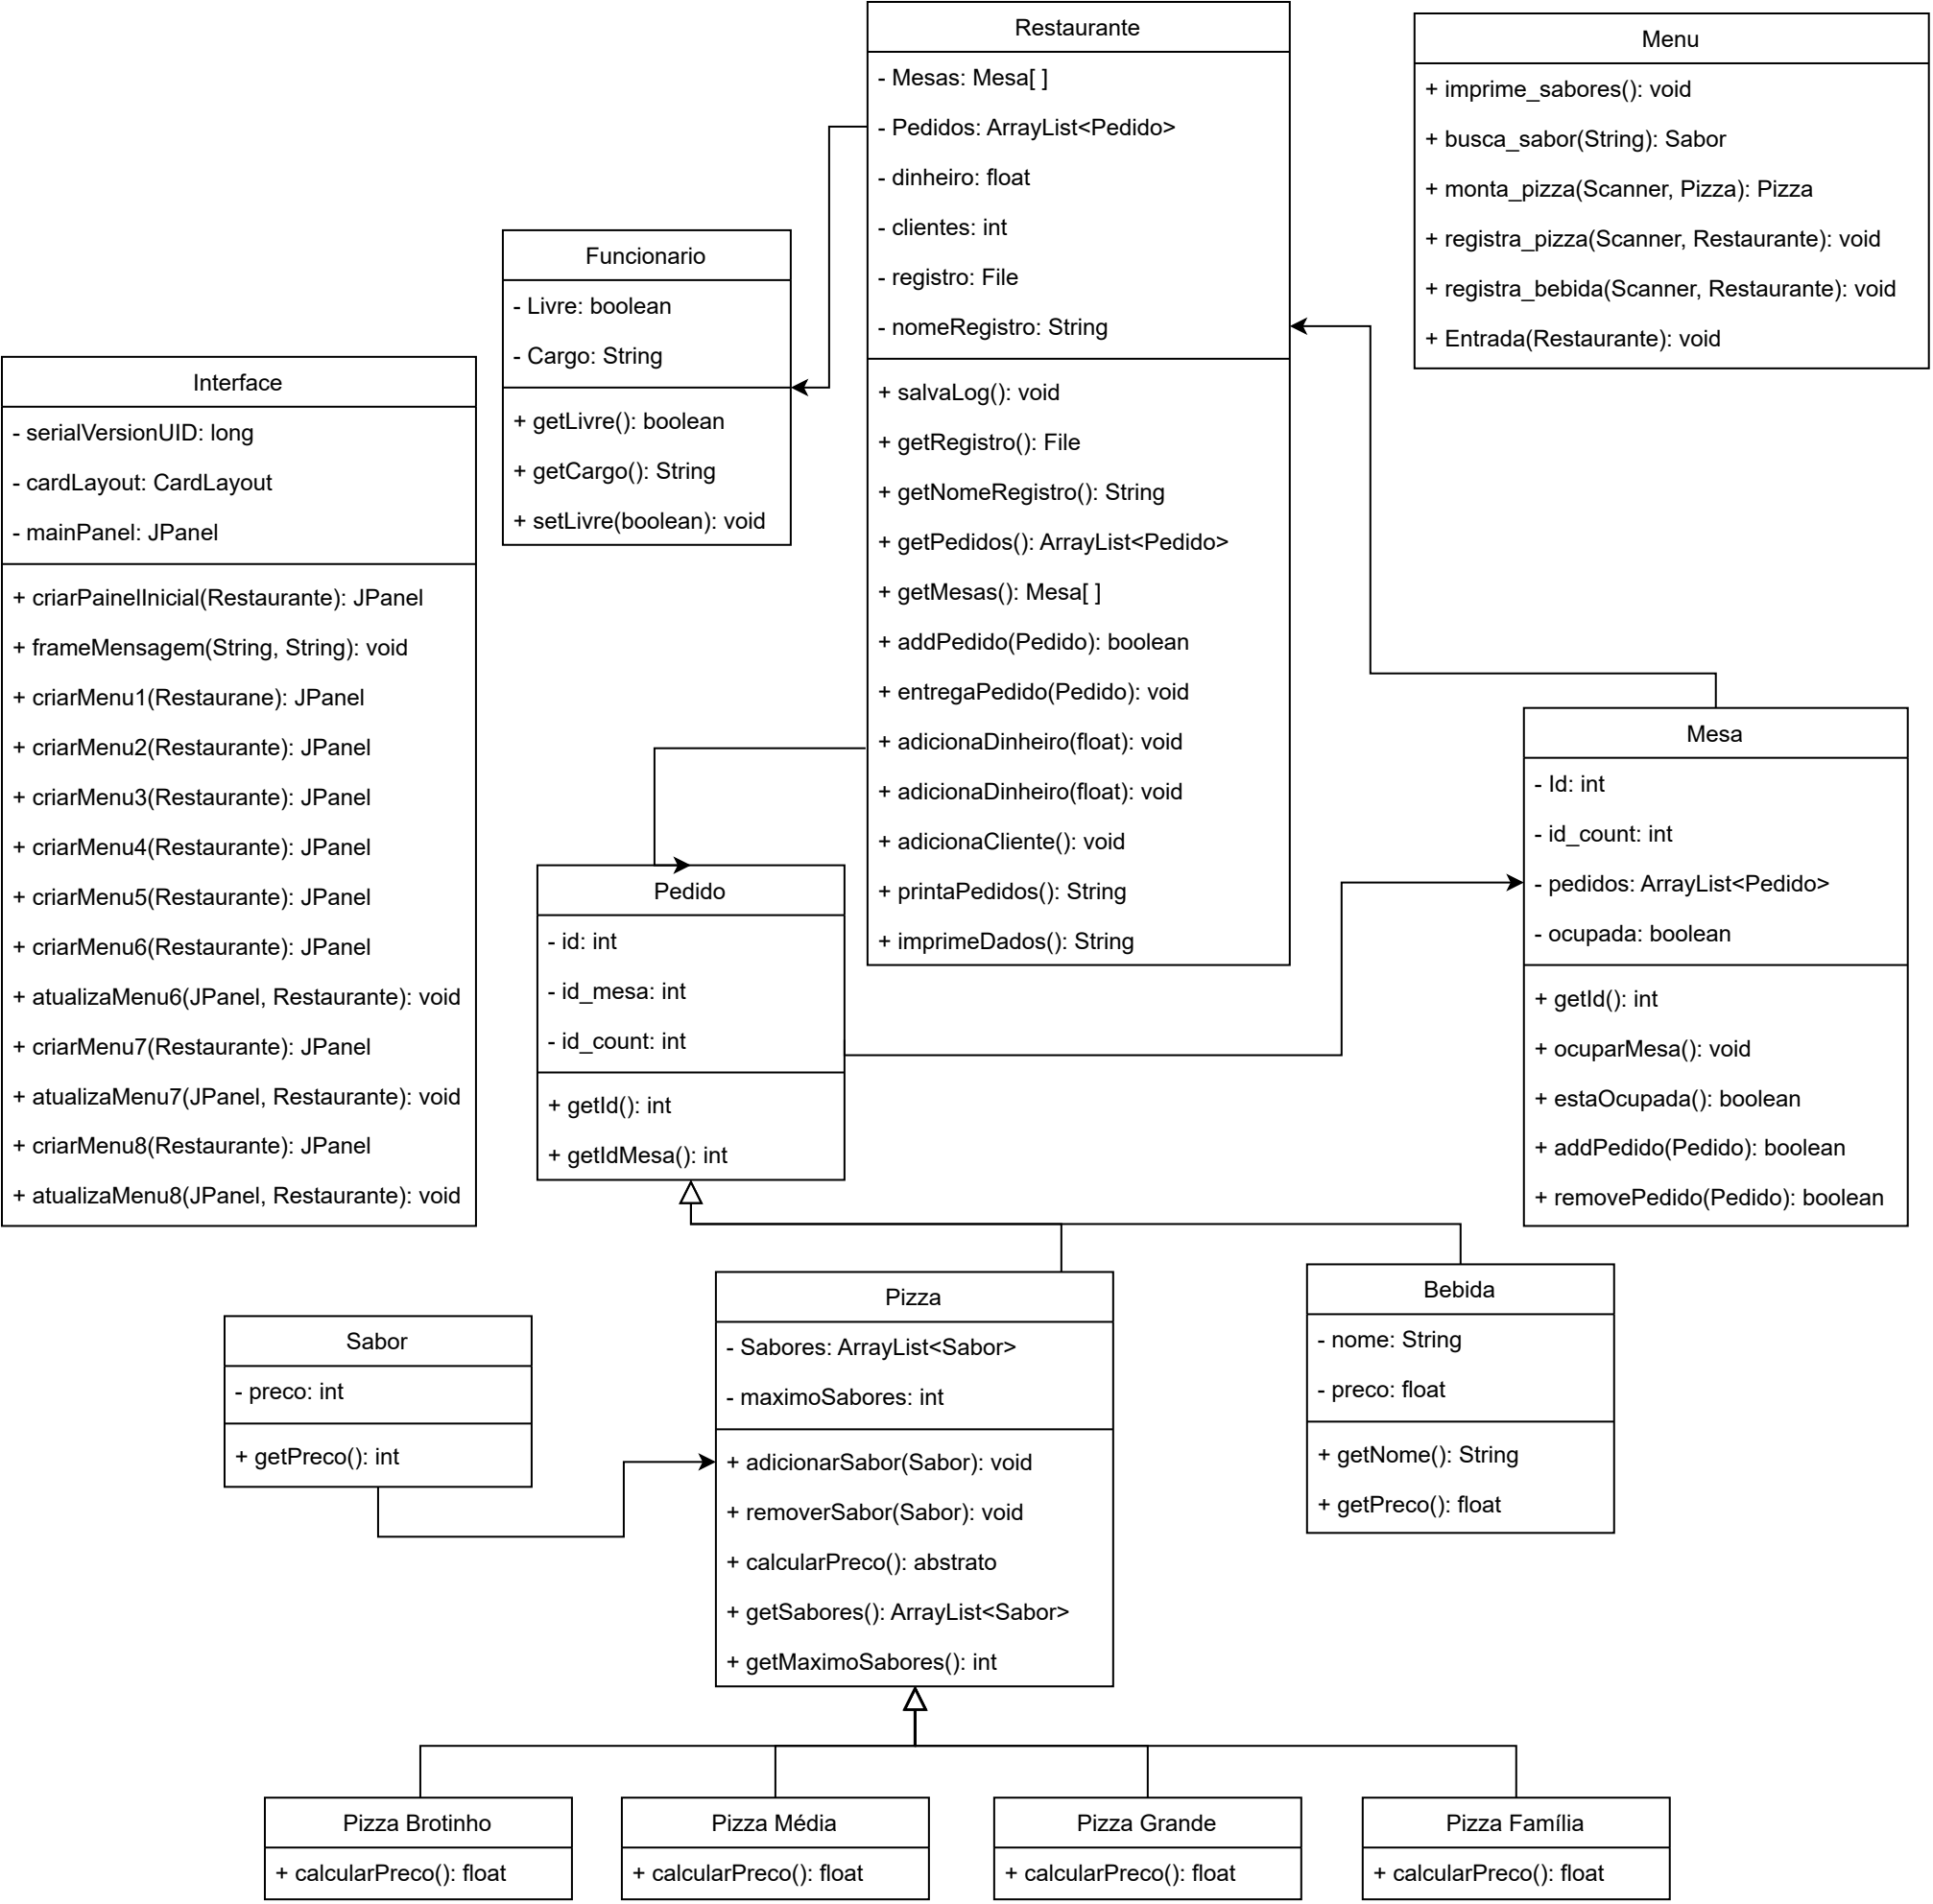 Restaurante
- Mesas: Mesa[ ]
- Pedidos: ArrayList<Pedido>
- dinheiro: float
- clientes: int
- registro: File
- nomeRegistro: String
+ salvaLog(): void
+ getRegistro(): File
+ getNomeRegistro(): String
+ getPedidos(): ArrayList<Pedido>
+ getMesas(): Mesa[ ]
+ addPedido(Pedido): boolean
+ entregaPedido(Pedido): void
+ adicionaDinheiro(float): void
+ adicionaDinheiro(float): void
+ adicionaCliente(): void
+ printaPedidos(): String
+ imprimeDados(): String
Menu
+ imprime_sabores(): void
+ busca_sabor(String): Sabor
+ monta_pizza(Scanner, Pizza): Pizza
+ registra_pizza(Scanner, Restaurante): void
+ registra_bebida(Scanner, Restaurante): void
+ Entrada(Restaurante): void
Funcionario
- Livre: boolean
- Cargo: String
+ getLivre(): boolean
+ getCargo(): String
+ setLivre(boolean): void
Interface
- serialVersionUID: long
- cardLayout: CardLayout
- mainPanel: JPanel
+ criarPainelInicial(Restaurante): JPanel
+ frameMensagem(String, String): void
+ criarMenu1(Restaurane): JPanel
+ criarMenu2(Restaurante): JPanel
+ criarMenu3(Restaurante): JPanel
+ criarMenu4(Restaurante): JPanel
+ criarMenu5(Restaurante): JPanel
+ criarMenu6(Restaurante): JPanel
+ atualizaMenu6(JPanel, Restaurante): void
+ criarMenu7(Restaurante): JPanel
+ atualizaMenu7(JPanel, Restaurante): void
+ criarMenu8(Restaurante): JPanel
+ atualizaMenu8(JPanel, Restaurante): void
Mesa
- Id: int
- id_count: int
- pedidos: ArrayList<Pedido>
- ocupada: boolean
+ getId(): int
+ ocuparMesa(): void
+ estaOcupada(): boolean
+ addPedido(Pedido): boolean
+ removePedido(Pedido): boolean
Pedido
- id: int
- id_mesa: int
- id_count: int
+ getId(): int
+ getIdMesa(): int
Pizza
- Sabores: ArrayList<Sabor>
- maximoSabores: int
+ adicionarSabor(Sabor): void
+ removerSabor(Sabor): void
+ calcularPreco(): abstrato
+ getSabores(): ArrayList<Sabor>
+ getMaximoSabores(): int
Bebida
- nome: String
- preco: float
+ getNome(): String
+ getPreco(): float
Sabor
- preco: int
+ getPreco(): int
Pizza Brotinho
+ calcularPreco(): float
Pizza Média
+ calcularPreco(): float
Pizza Grande
+ calcularPreco(): float
Pizza Família
+ calcularPreco(): float